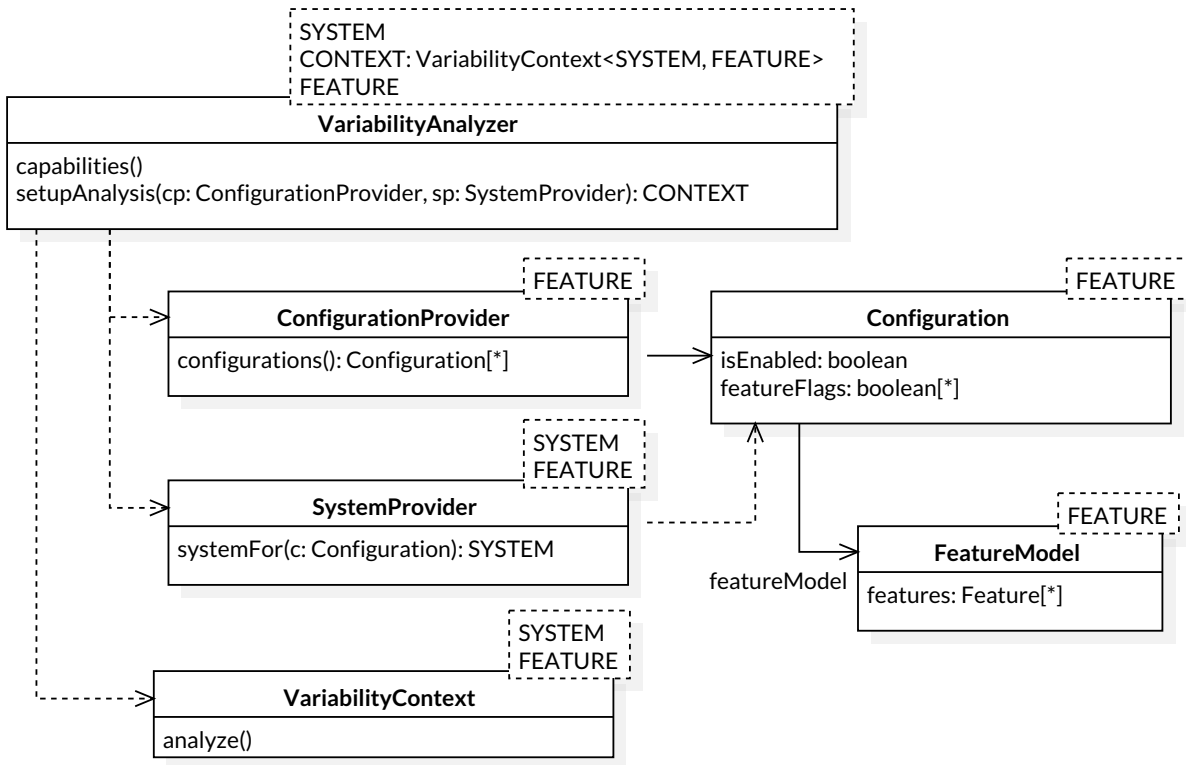 SYSTEM
CONTEXT: VariabilityContext<SYSTEM, FEATURE>
FEATURE
VariabilityAnalyzer
capabilities()
setupAnalysis(cp: ConfigurationProvider, sp: SystemProvider): CONTEXT
FEATURE
ConfigurationProvider
configurations(): Configuration[*]
FEATURE
Configuration
isEnabled: boolean
featureFlags: boolean[*]
SYSTEM
FEATURE
SystemProvider
systemFor(c: Configuration): SYSTEM
FEATURE
FeatureModel
featureModel
features: Feature[*]
SYSTEM
FEATURE
VariabilityContext
analyze()